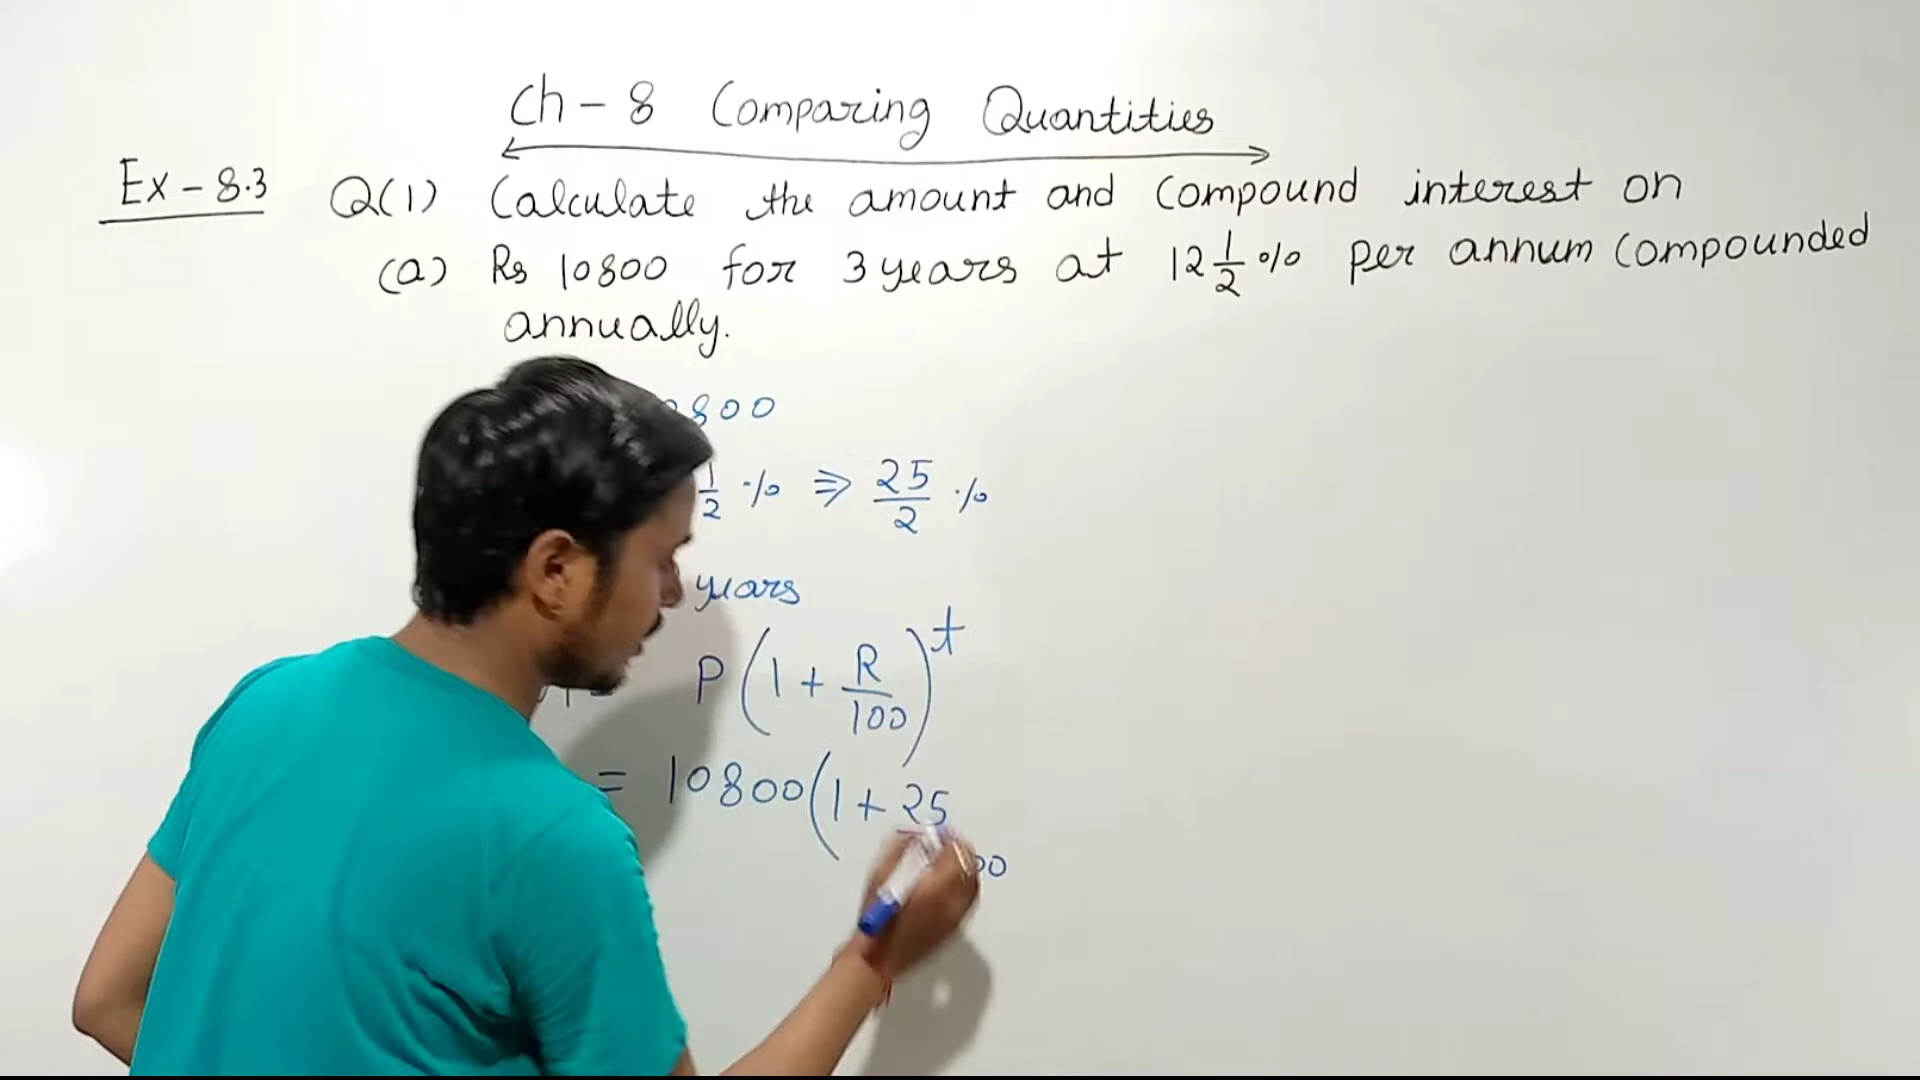 Ch - 8 Comparing Quantities
Ex - 8.3 Q(1) Calculate the amount and compound interest on
(a) Rs 10800 for 3 years at 12 1/2 % per annum compounded
annually.
800
1/2 % ⇒ 25/2 %
years
P(1 + R/100)^t
= 10800(1 + 25
00